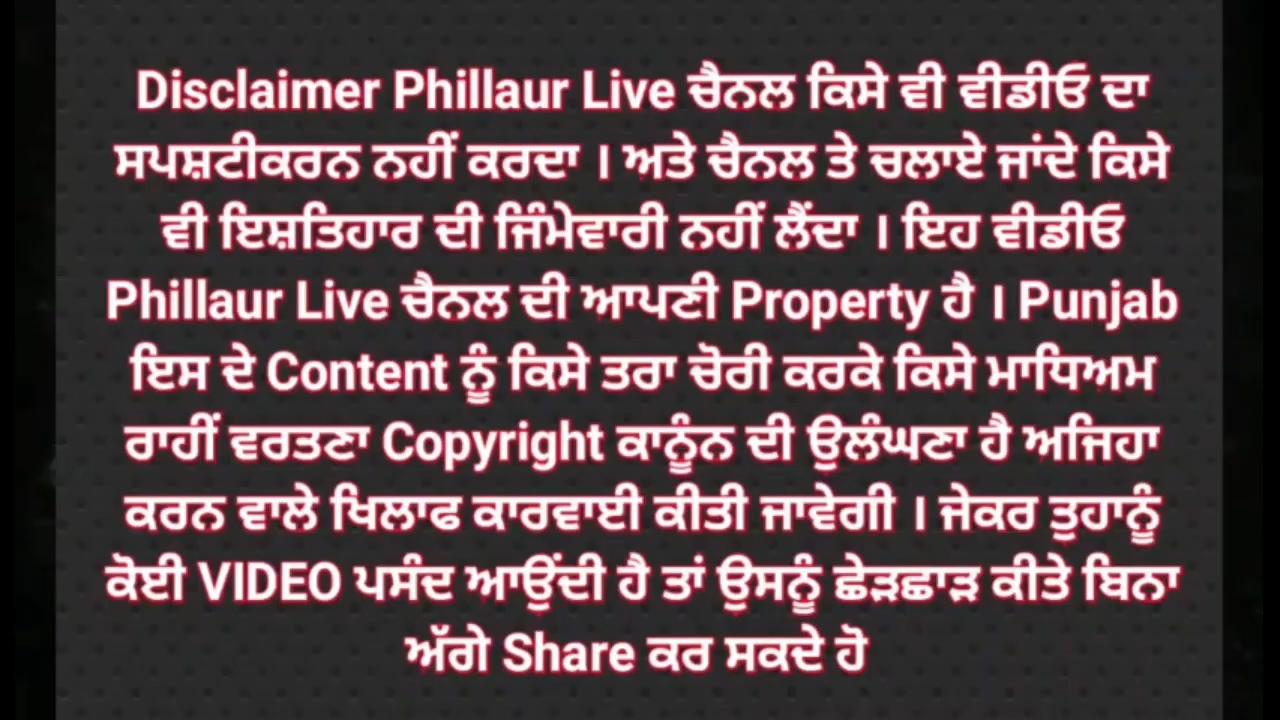 Disclaimer Phillaur Live ਚੈਨਲ ਕਿਸੇ ਵੀ ਵੀਡੀਓ ਦਾ
ਸਪਸ਼ਟੀਕਰਨ ਨਹੀਂ ਕਰਦਾ । ਅਤੇ ਚੈਨਲ ਤੇ ਚਲਾਏ ਜਾਂਦੇ ਕਿਸੇ
ਵੀ ਇਸ਼ਤਿਹਾਰ ਦੀ ਜਿੰਮੇਵਾਰੀ ਨਹੀਂ ਲੈਂਦਾ । ਇਹ ਵੀਡੀਓ
Phillaur Live ਚੈਨਲ ਦੀ ਆਪਣੀ Property ਹੈ । Punjab
ਇਸ ਦੇ Content ਨੂੰ ਕਿਸੇ ਤਰਾ ਚੋਰੀ ਕਰਕੇ ਕਿਸੇ ਮਾਧਿਅਮ
ਰਾਹੀਂ ਵਰਤਣਾ Copyright ਕਾਨੂੰਨ ਦੀ ਉਲੰਘਣਾ ਹੈ ਅਜਿਹਾ
ਕਰਨ ਵਾਲੇ ਖਿਲਾਫ ਕਾਰਵਾਈ ਕੀਤੀ ਜਾਵੇਗੀ । ਜੇਕਰ ਤੁਹਾਨੂੰ
ਕੋਈ VIDEO ਪਸੰਦ ਆਉਂਦੀ ਹੈ ਤਾਂ ਉਸਨੂੰ ਛੇੜਛਾੜ ਕੀਤੇ ਬਿਨਾ
ਅੱਗੇ Share ਕਰ ਸਕਦੇ ਹੋ